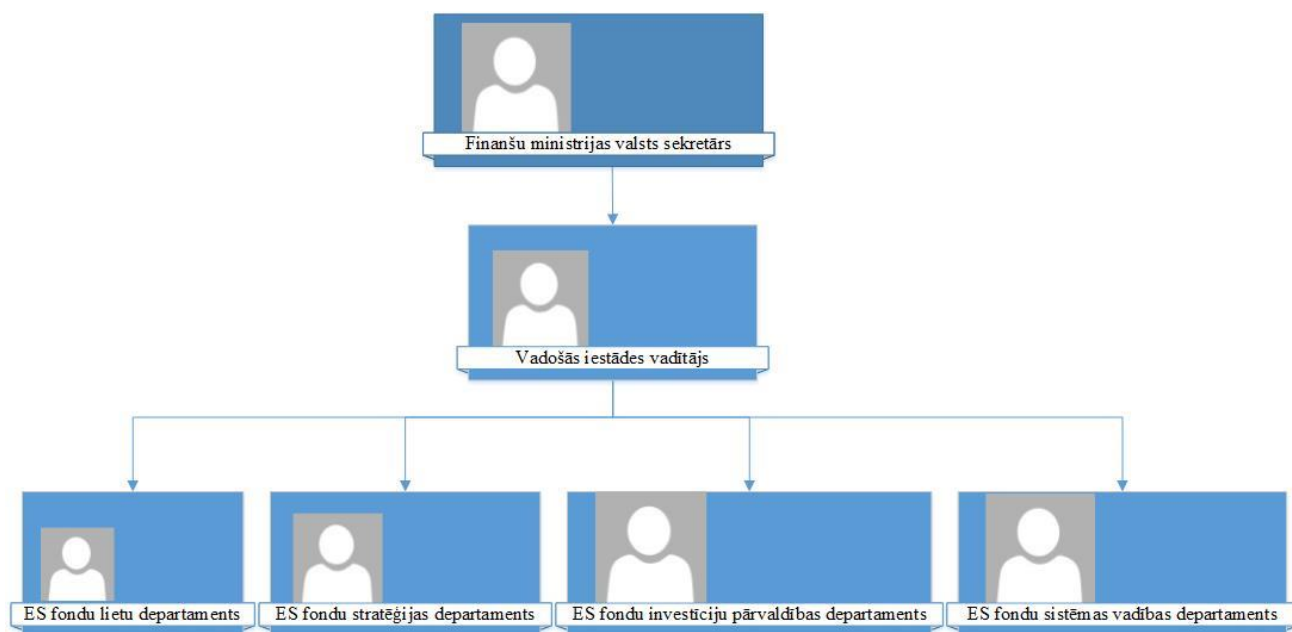 Finanšu ministrijas valsts sekretārs
Vadošās iestādes vadītājs
ES fondu lietu departaments
ES fondu stratēģijas departaments
ES fondu investīciju pārvaldības departaments
ES fondu sistēmas vadības departaments